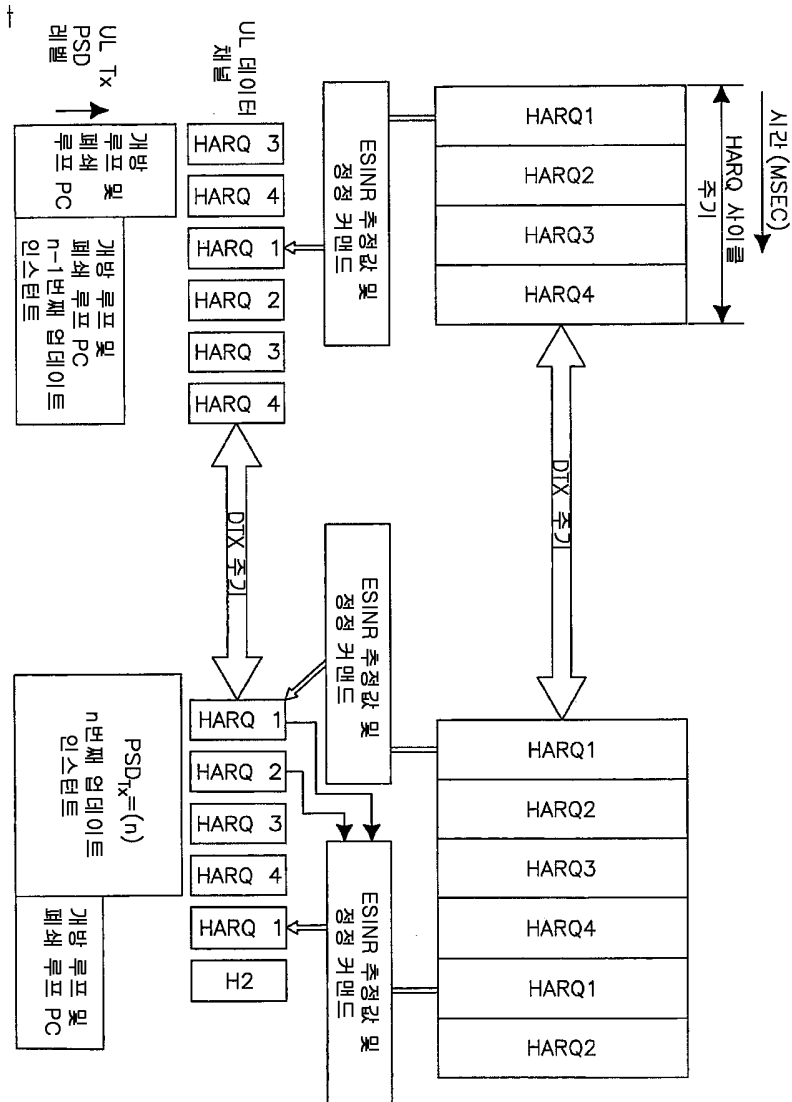 시간 (MSEC)
HARQ 사이클
주기
HARQ1
HARQ2
HARQ3
HARQ4
DTX 주기
HARQ1
HARQ2
HARQ3
HARQ4
HARQ1
HARQ2
ESINR 추정값 및
정정 커맨드
ESINR 추정값 및
정정 커맨드
ESINR 추정값 및
정정 커맨드
UL 데이터
채널
HARQ 3
HARQ 4
HARQ 1
HARQ 2
HARQ 3
HARQ 4
DTX 주기
HARQ 1
HARQ 2
HARQ 3
HARQ 4
HARQ 1
H2
UL Tx
PSD
레벨
개방
루프 및
폐쇄
루프 PC
개방 루프 및
폐쇄 루프 PC
n-1번째 업데이트
인스턴트
PSDTx=(n)
n번째 업데이트
인스턴트
개방 루프 및
폐쇄 루프 PC